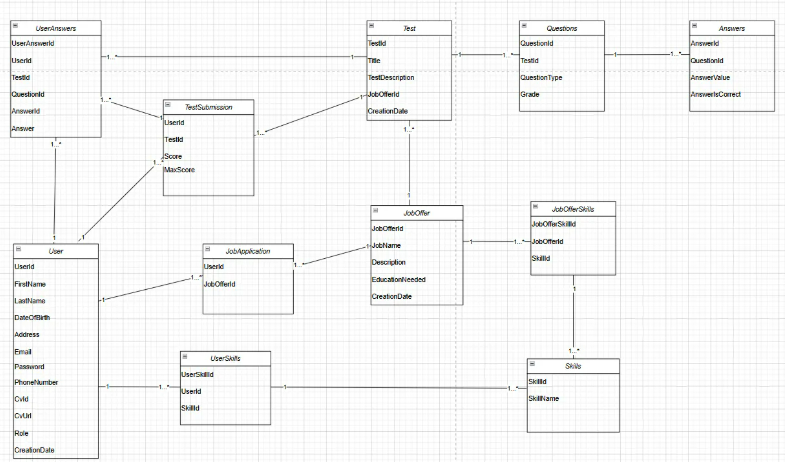 UserAnswers
UserAnswerId
UserId
TestId
QuestionId
AnswerId
Answer
1...*
1
1...*
1
1...*
1
Test
TestId
Title
TestDescription
JobOfferId
CreationDate
1
1...*
1...*
1
Questions
QuestionId
TestId
QuestionType
Grade
1
1...*
Answers
AnswerId
QuestionId
AnswerValue
AnswerIsCorrect
TestSubmission
UserId
TestId
Score
MaxScore
1...*
1
1...*
1
JobOffer
JobOfferId
JobName
Description
EducationNeeded
CreationDate
1
1...*
JobOfferSkills
JobOfferSkillId
JobOfferId
SkillId
1
1...*
User
UserId
FirstName
LastName
DateOfBirth
Address
Email
Password
PhoneNumber
CvId
CvUrl
Role
CreationDate
1
1...*
1
1...*
JobApplication
UserId
JobOfferId
1...*
1
UserSkills
UserSkillId
UserId
SkillId
1
1...*
Skills
SkillId
SkillName